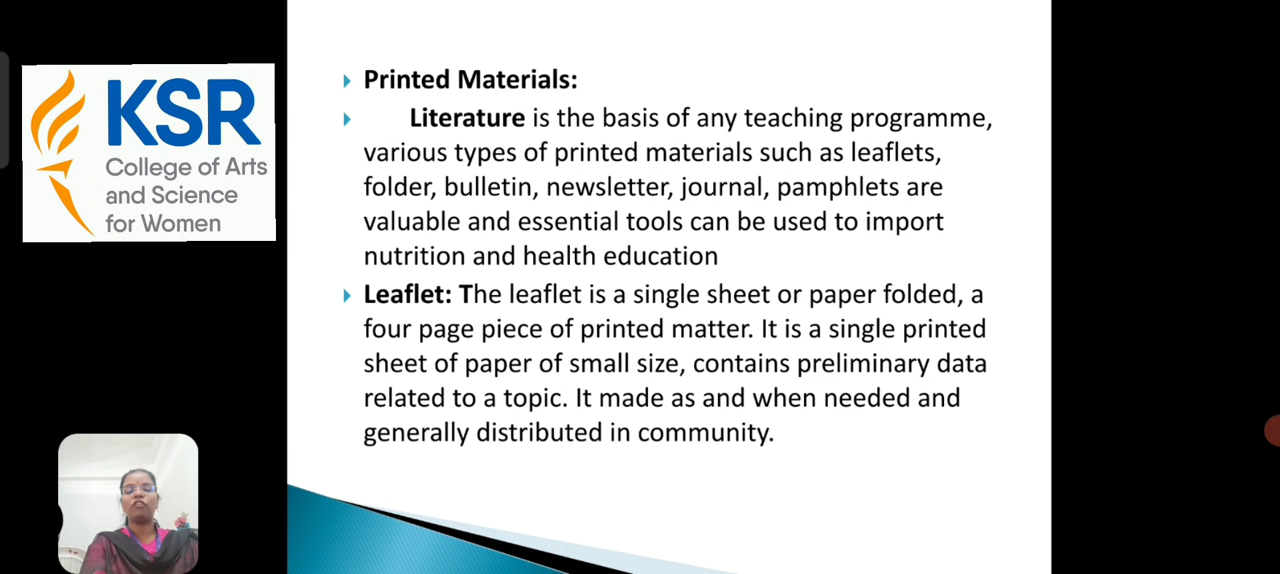 KSR
College of Arts
and Science
for Women
Printed Materials:
Literature is the basis of any teaching programme,
various types of printed materials such as leaflets,
folder, bulletin, newsletter, journal, pamphlets are
valuable and essential tools can be used to import
nutrition and health education
Leaflet: The leaflet is a single sheet or paper folded, a
four page piece of printed matter. It is a single printed
sheet of paper of small size, contains preliminary data
related to a topic. It made as and when needed and
generally distributed in community.